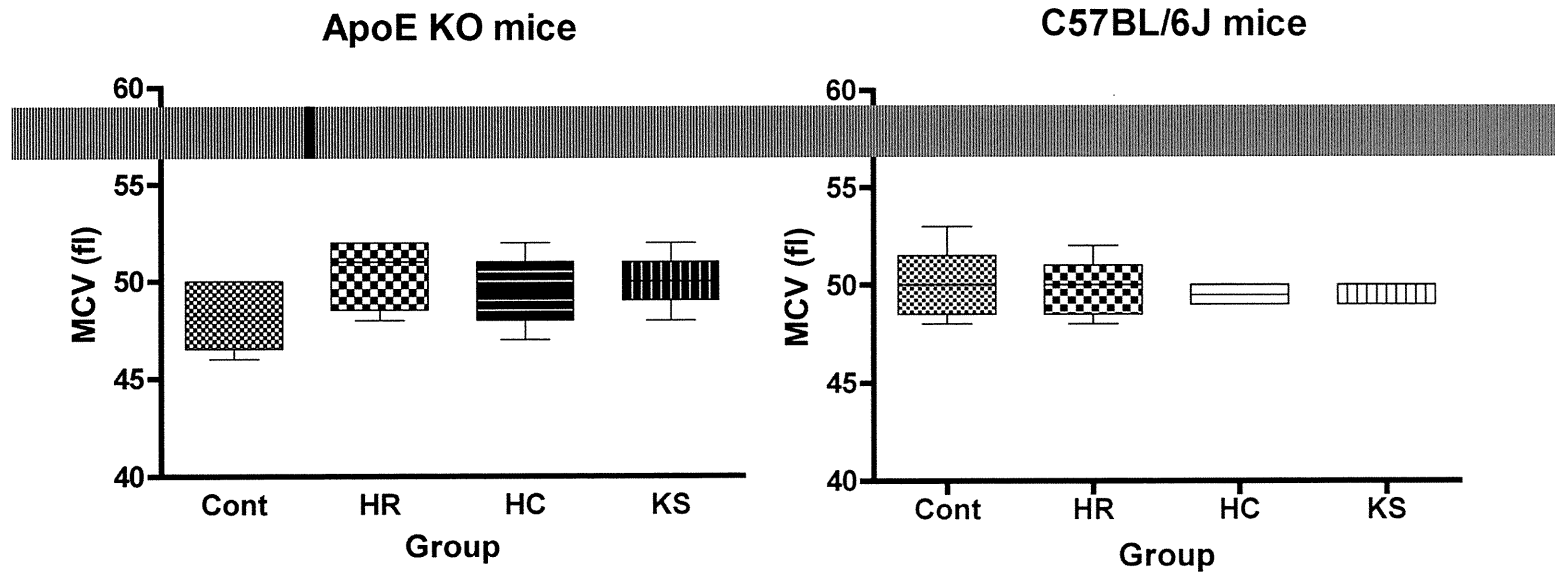 ApoE KO mice
60
55
50
45
40
MCV (fl)
Cont HR HC KS
Group
C57BL/6J mice
60
55
50
45
40
MCV (fl)
Cont HR HC KS
Group